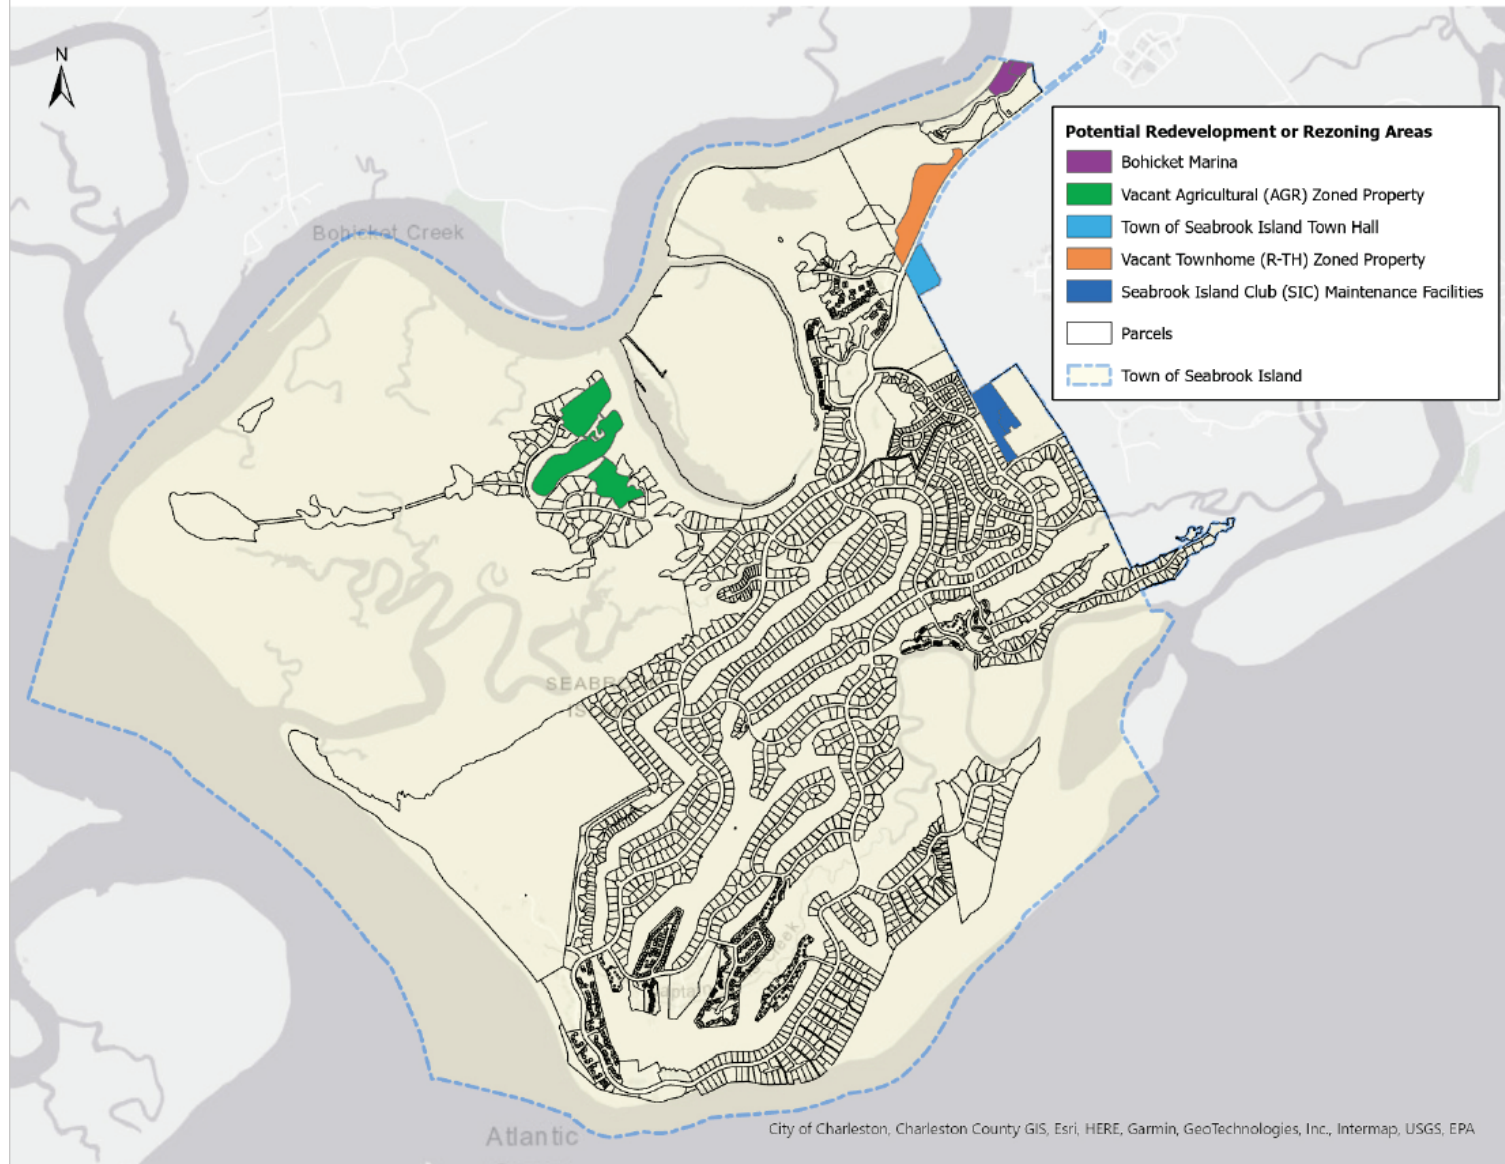 N
Potential Redevelopment or Rezoning Areas
Bohicket Marina
Vacant Agricultural (AGR) Zoned Property
Town of Seabrook Island Town Hall
Vacant Townhome (R-TH) Zoned Property
Seabrook Island Club (SIC) Maintenance Facilities
Parcels
Town of Seabrook Island
Bohicket Creek
Creek
Atlantic
City of Charleston, Charleston County GIS, Esri, HERE, Garmin, GeoTechnologies, Inc., Intermap, USGS, EPA